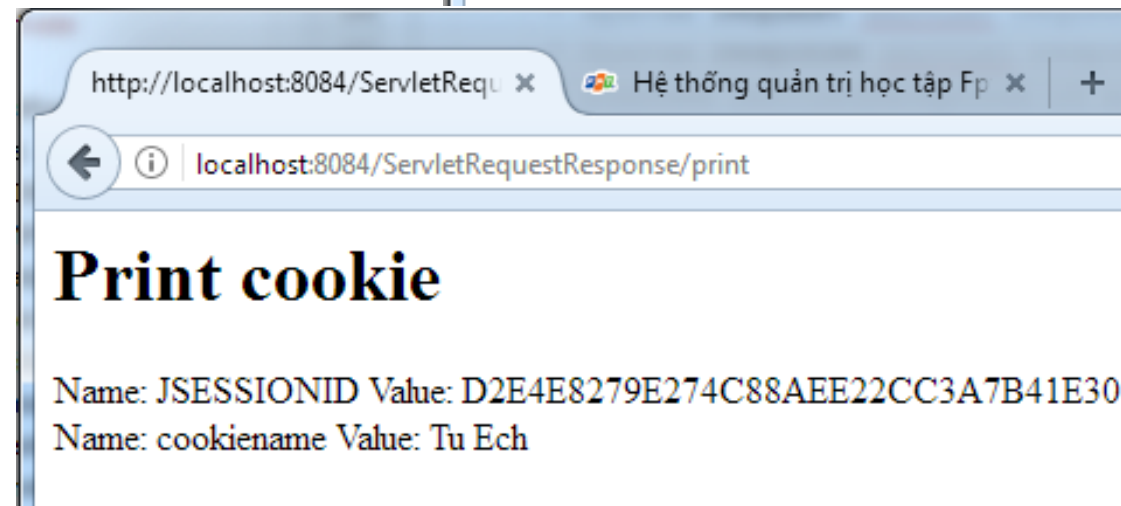 http://localhost:8084/ServletRequ
Hệ thống quản trị học tập Fp
localhost:8084/ServletRequestResponse/print
Print cookie
Name: JSESSIONID Value: D2E4E8279E274C88AEE22CC3A7B41E30
Name: cookiename Value: Tu Ech